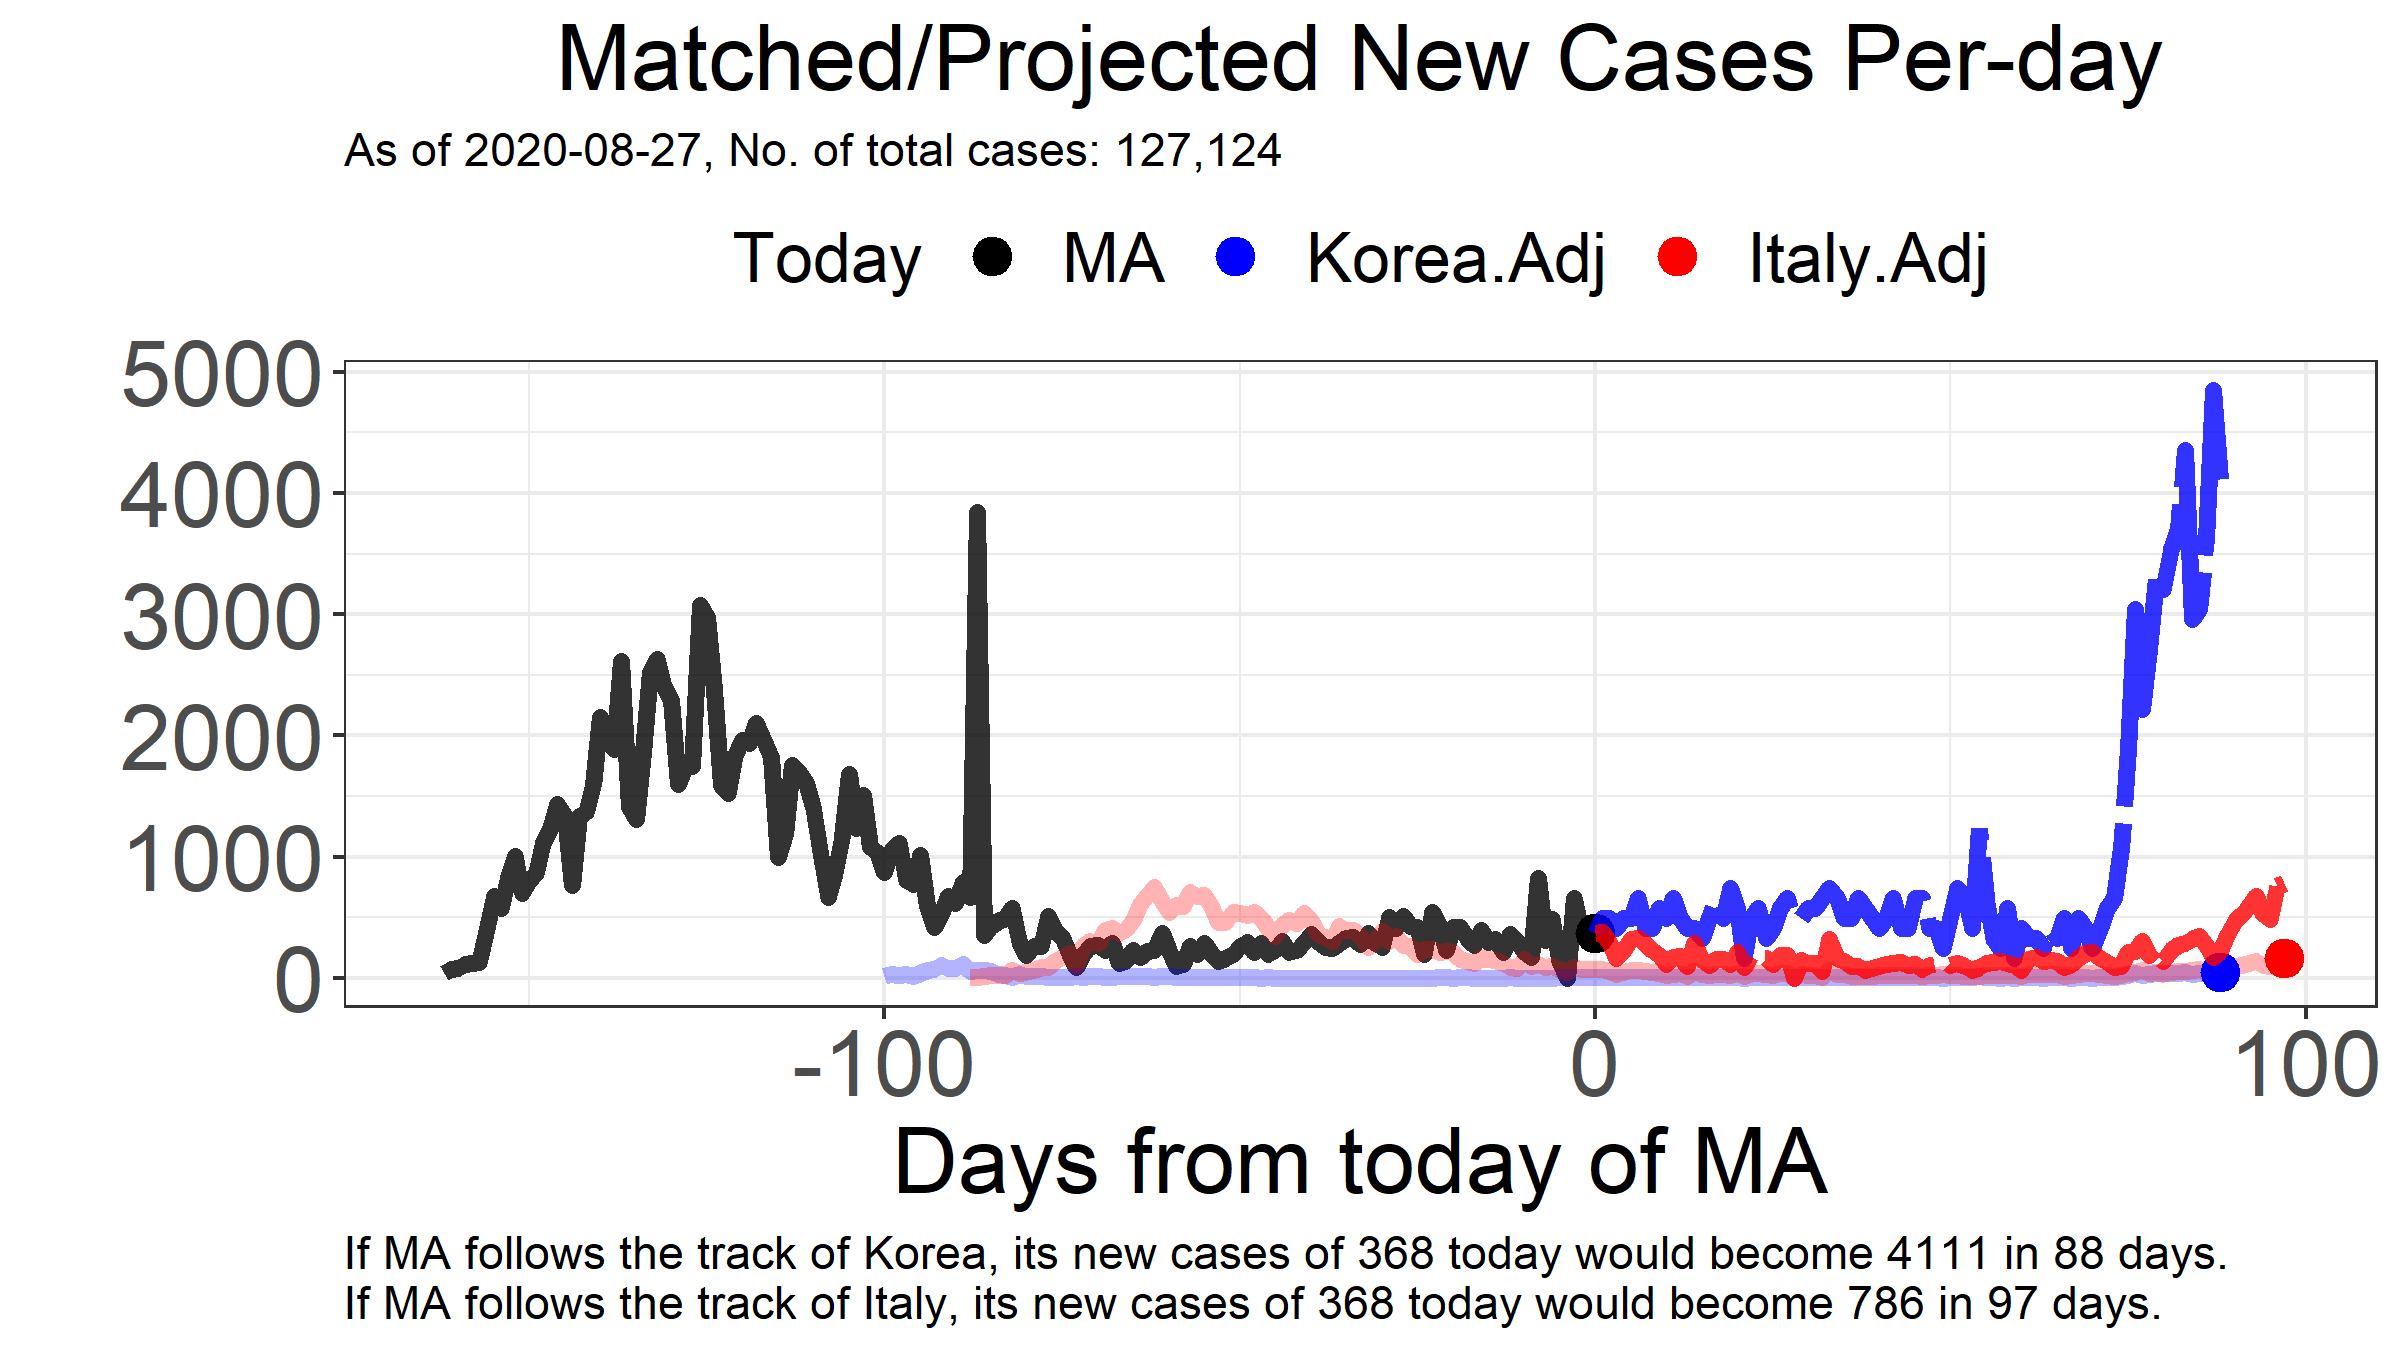 Matched/Projected New Cases Per-day
As of 2020-08-27, No. of total cases: 127,124
Today MA Korea.Adj Italy.Adj
5000
4000
3000
2000
1000
0
-100 0 100
Days from today of MA
If MA follows the track of Korea, its new cases of 368 today would become 4111 in 88 days.
If MA follows the track of Italy, its new cases of 368 today would become 786 in 97 days.